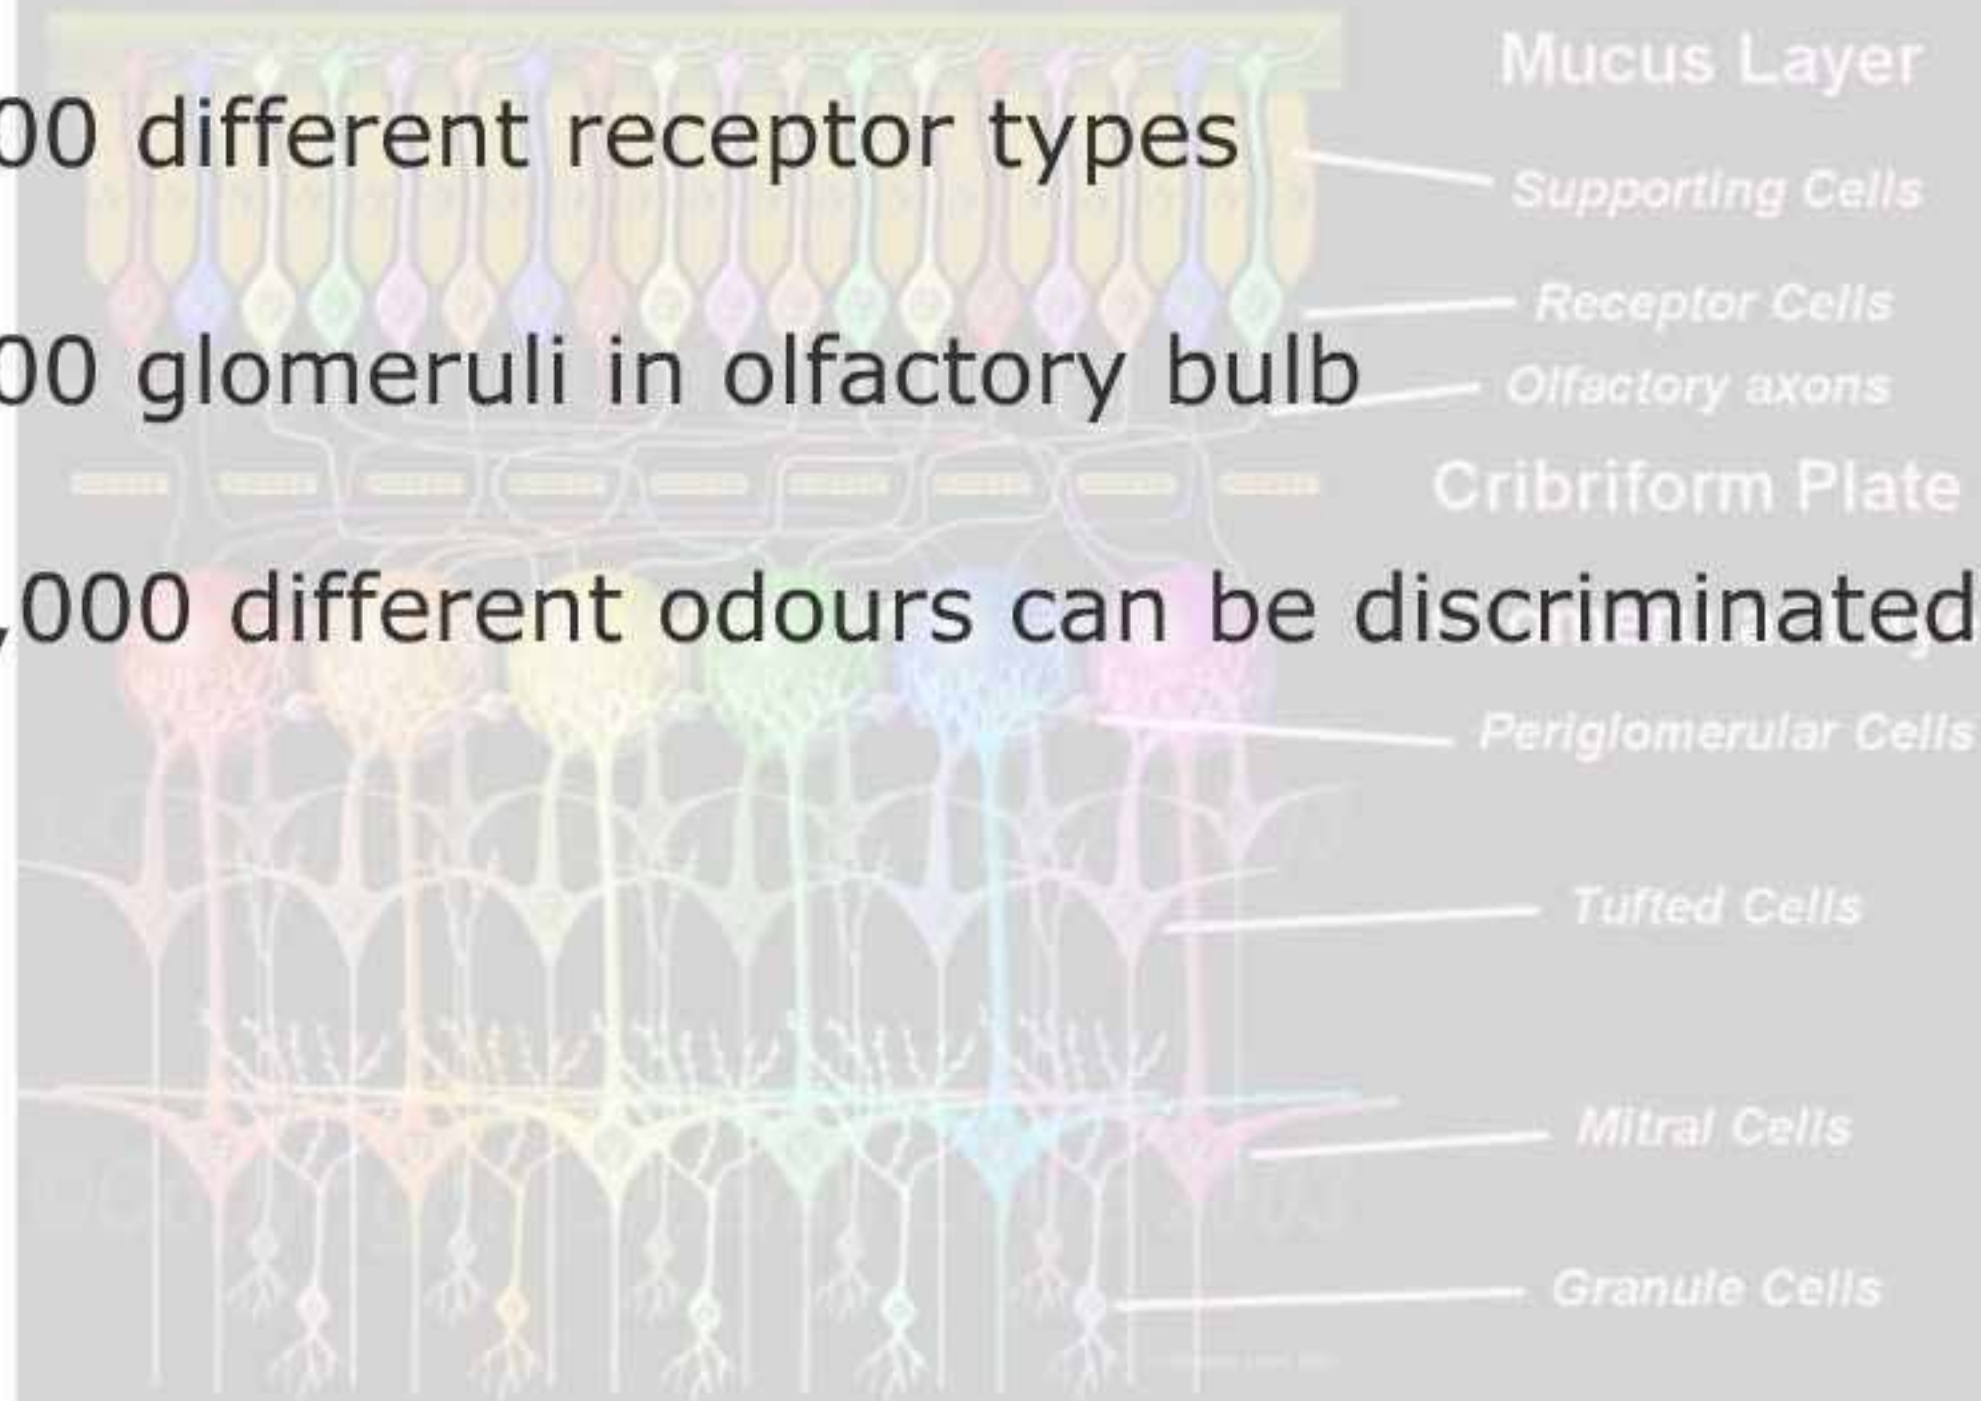 Mucus Layer
00 different receptor types
Supporting Cells
Receptor Cells
00 glomeruli in olfactory bulb
Olfactory axons
Cribriform Plate
,000 different odours can be discriminated
Periglomerular Cells
Tufted Cells
Mitral Cells
Granule Cells